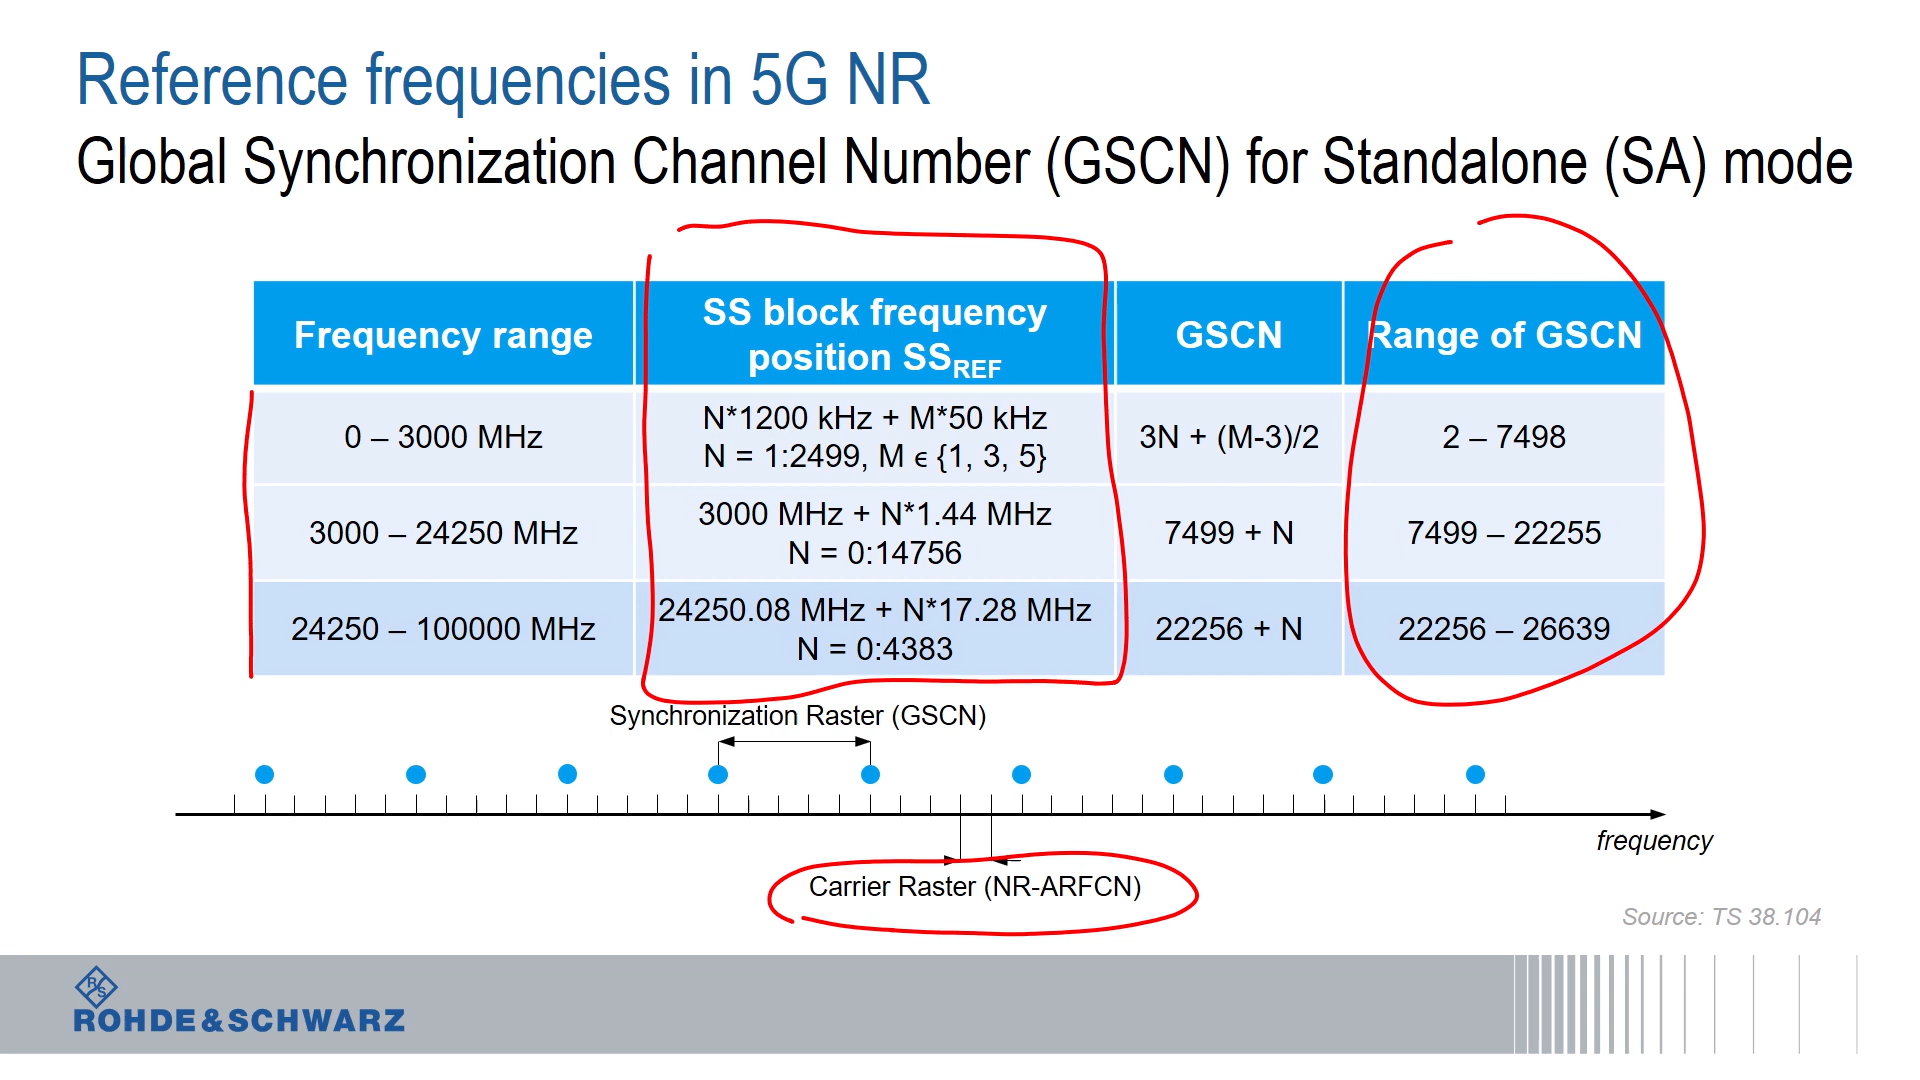 Reference frequencies in 5G NR
Global Synchronization Channel Number (GSCN) for Standalone (SA) mode
Frequency range
SS block frequency
position SSREF
GSCN
Range of GSCN
0 – 3000 MHz
N*1200 kHz + M*50 kHz
N = 1:2499, M ϵ {1, 3, 5}
3N + (M-3)/2
2 – 7498
3000 – 24250 MHz
3000 MHz + N*1.44 MHz
N = 0:14756
7499 + N
7499 – 22255
24250 – 100000 MHz
24250.08 MHz + N*17.28 MHz
N = 0:4383
22256 + N
22256 – 26639
Synchronization Raster (GSCN)
frequency
Carrier Raster (NR-ARFCN)
Source: TS 38.104
R
S
ROHDE&SCHWARZ